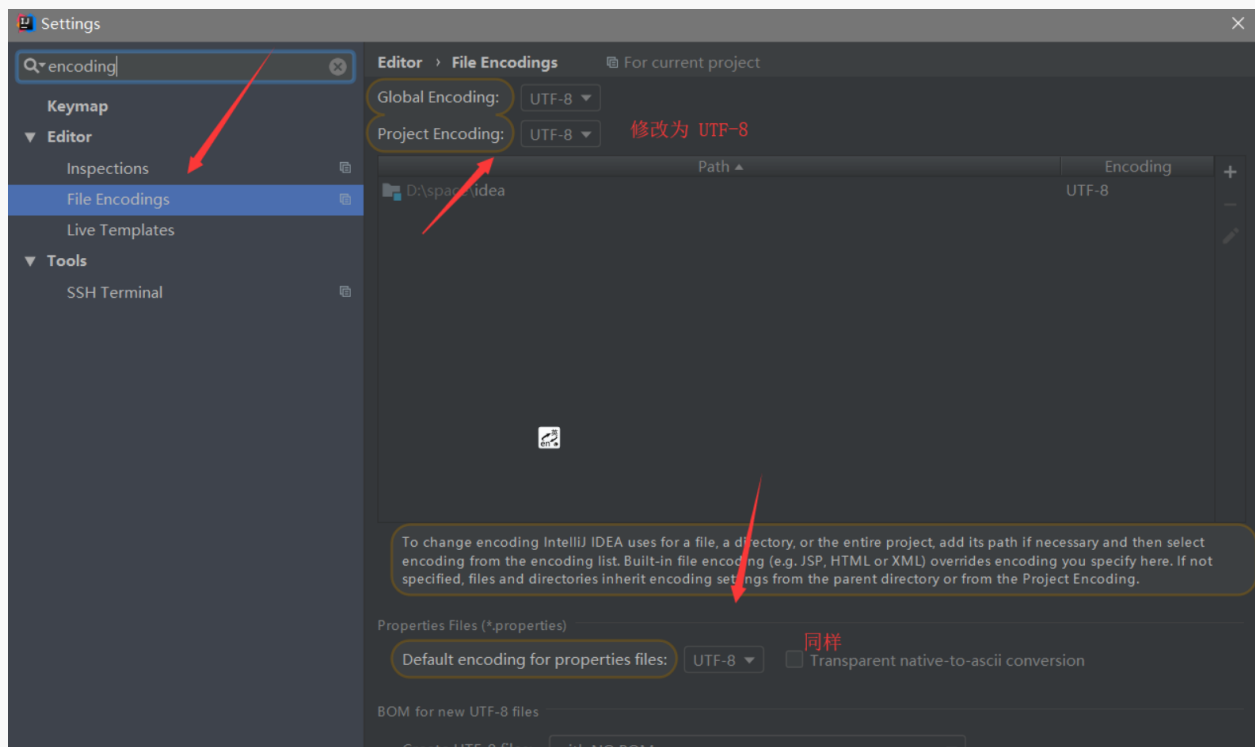 Settings
encoding
Keymap
Editor
Inspections
File Encodings
Live Templates
Tools
SSH Terminal
Editor › File Encodings For current project
Global Encoding: UTF-8
Project Encoding: UTF-8 修改为 UTF-8
Path Encoding
D:\space\idea UTF-8
To change encoding IntelliJ IDEA uses for a file, a directory, or the entire project, add its path if necessary and then select
encoding from the encoding list. Built-in file encoding (e.g. JSP, HTML or XML) overrides encoding you specify here. If not
specified, files and directories inherit encoding settings from the parent directory or from the Project Encoding.
Properties Files (*.properties)
同样
Default encoding for properties files: UTF-8 Transparent native-to-ascii conversion
BOM for new UTF-8 files